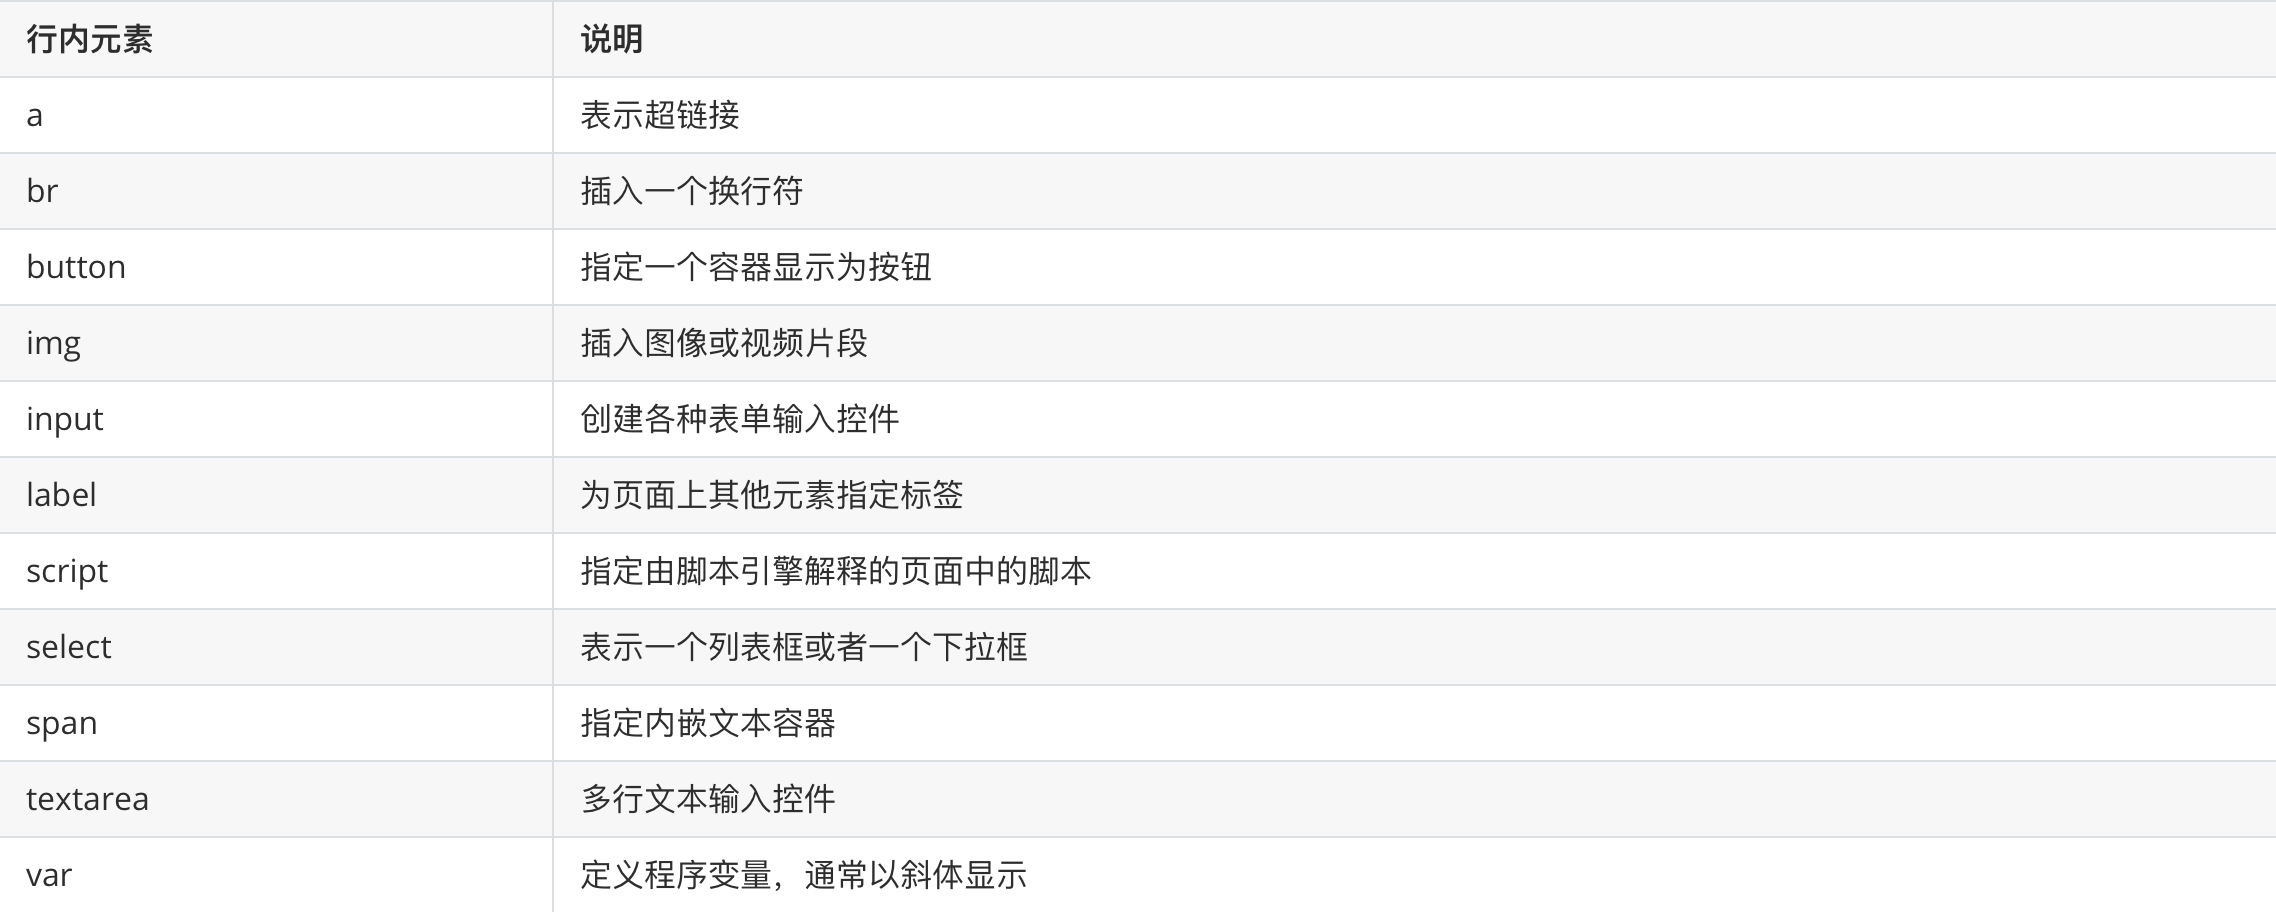 行内元素 说明
a 表示超链接
br 插入一个换行符
button 指定一个容器显示为按钮
img 插入图像或视频片段
input 创建各种表单输入控件
label 为页面上其他元素指定标签
script 指定由脚本引擎解释的页面中的脚本
select 表示一个列表框或者一个下拉框
span 指定内嵌文本容器
textarea 多行文本输入控件
var 定义程序变量，通常以斜体显示